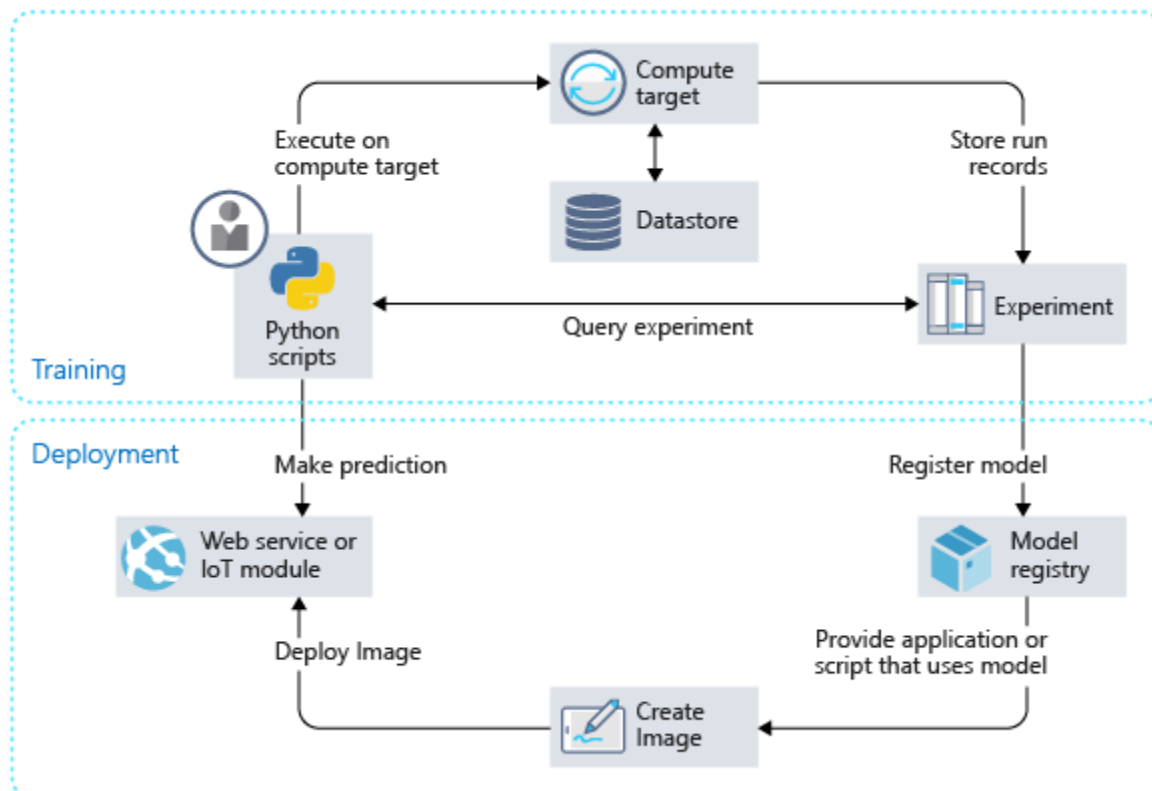 Compute
target
Execute on
compute target
Store run
records
Datastore
Python
scripts
Query experiment
Experiment
Training
Deployment
Make prediction
Register model
Web service or
IoT module
Model
registry
Deploy Image
Provide application or
script that uses model
Create
Image